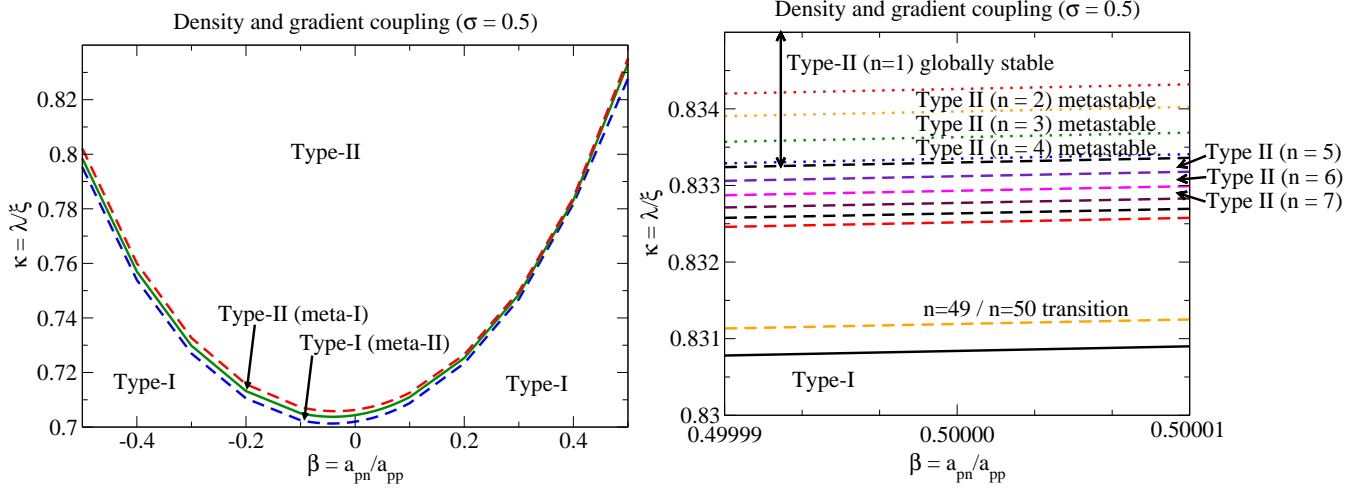 Density and gradient coupling (σ = 0.5)
κ = λ/ξ
0.82
0.8
0.78
0.76
0.74
0.72
0.7
Type-II
Type-II (meta-I)
Type-I (meta-II)
Type-I
Type-I
-0.4
-0.2
0
0.2
0.4
β = a_pn/a_pp
Density and gradient coupling (σ = 0.5)
κ = λ/ξ
0.834
0.833
0.832
0.831
0.83
Type-II (n=1) globally stable
Type II (n = 2) metastable
Type II (n = 3) metastable
Type II (n = 4) metastable
Type II (n = 5)
Type II (n = 6)
Type II (n = 7)
n=49 / n=50 transition
Type-I
0.49999
0.50000
0.50001
β = a_pn/a_pp